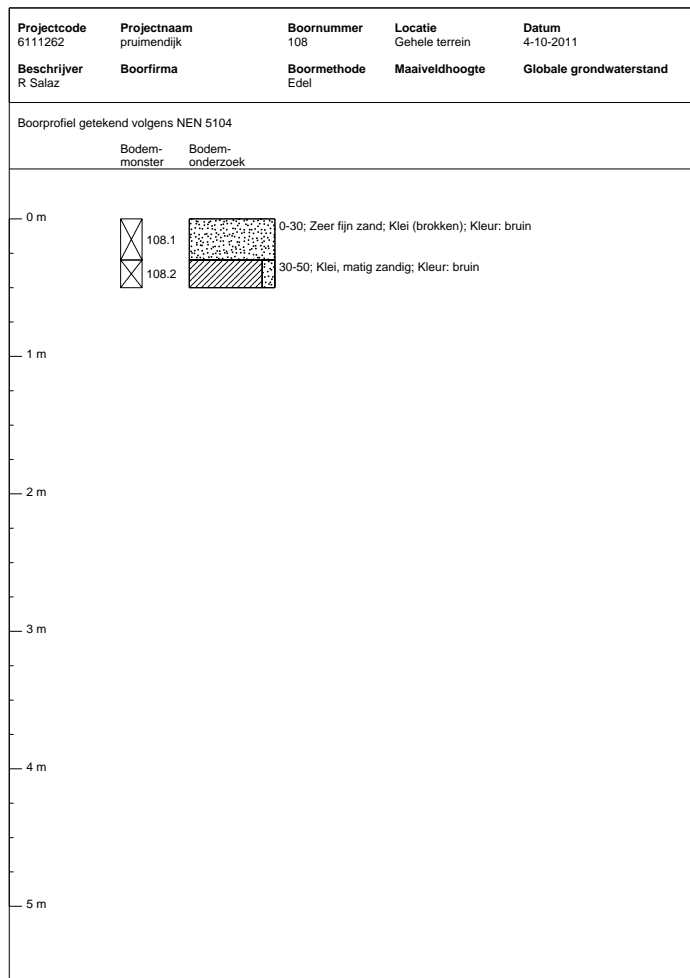 Projectcode Projectnaam Boornummer Locatie Datum
6111262 pruimendijk 108 Gehele terrein 4-10-2011
Beschrijver Boorfirma Boormethode Maaiveldhoogte Globale grondwaterstand
R Salaz Edel
Boorprofiel getekend volgens NEN 5104
Bodem- Bodem-
monster onderzoek
0 m 0-30; Zeer fijn zand; Klei (brokken); Kleur: bruin
108.1
30-50; Klei, matig zandig; Kleur: bruin
108.2
1 m
2 m
3 m
4 m
5 m